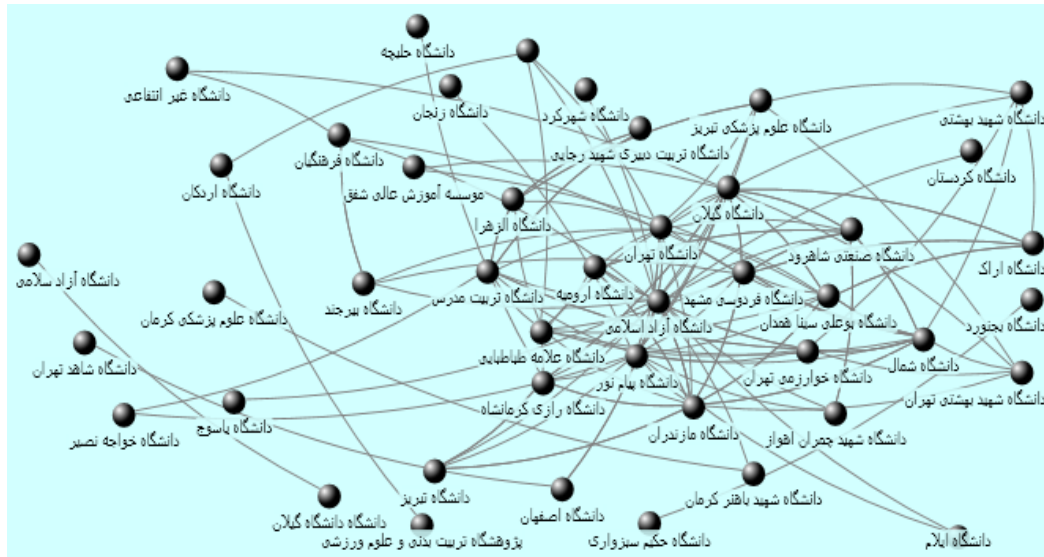 دانشگاه حلبچه
دانشگاه غیر انتفاعی
دانشگاه زنجان
دانشگاه شهرکرد
دانشگاه شهید بهشتی
دانشگاه علوم پزشکی تبریز
دانشگاه تربیت دبیری شهید رجایی
دانشگاه فرهنگیان
دانشگاه کردستان
موسسه آموزش عالی شفق
دانشگاه اردکان
دانشگاه گیلان
دانشگاه الزهرا
دانشگاه تهران
دانشگاه صنعتی شاهرود
دانشگاه اراک
دانشگاه آزاد سلامی
دانشگاه تربیت مدرس
دانشگاه ارومیه
دانشگاه فردوسی مشهد
دانشگاه بیرجند
دانشگاه علوم پزشکی کرمان
دانشگاه آزاد اسلامی
دانشگاه بوعلی سینا همدان
دانشگاه بجنورد
دانشگاه علامه طباطبایی
دانشگاه شمال
دانشگاه شاهد تهران
دانشگاه خوارزمی تهران
دانشگاه پیام نور
دانشگاه شهید بهشتی تهران
دانشگاه رازی کرمانشاه
دانشگاه یاسوج
دانشگاه مازندران
دانشگاه شهید چمران اهواز
دانشگاه خواجه نصیر
دانشگاه تبریز
دانشگاه شهید باهنر کرمان
دانشگاه اصفهان
دانشگاه دانشگاه گیلان
پژوهشگاه تربیت بدنی و علوم ورزشی
دانشگاه حکیم سبزواری
دانشگاه ایلام